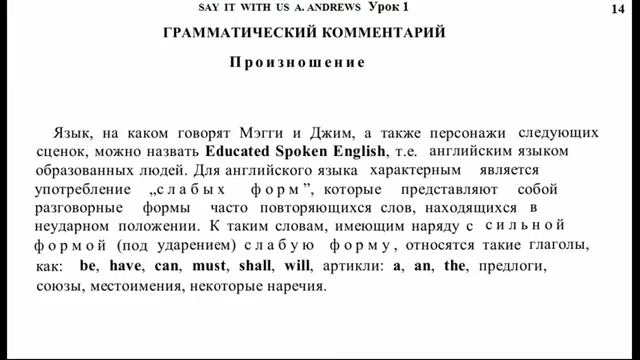 SAY IT WITH US A. ANDREWS Урок 1
14
ГРАММАТИЧЕСКИЙ КОММЕНТАРИЙ
Произношение
Язык, на каком говорят Мэгги и Джим, а также персонажи следующих
сценок, можно назвать Educated Spoken English, т.е. английским языком
образованных людей. Для английского языка характерным является
употребление „слабых форм”, которые представляют собой
разговорные формы часто повторяющихся слов, находящихся в
неударном положении. К таким словам, имеющим наряду с сильной
формой (под ударением) слабую форму, относятся такие глаголы,
как: be, have, can, must, shall, will, артикли: a, an, the, предлоги,
союзы, местоимения, некоторые наречия.